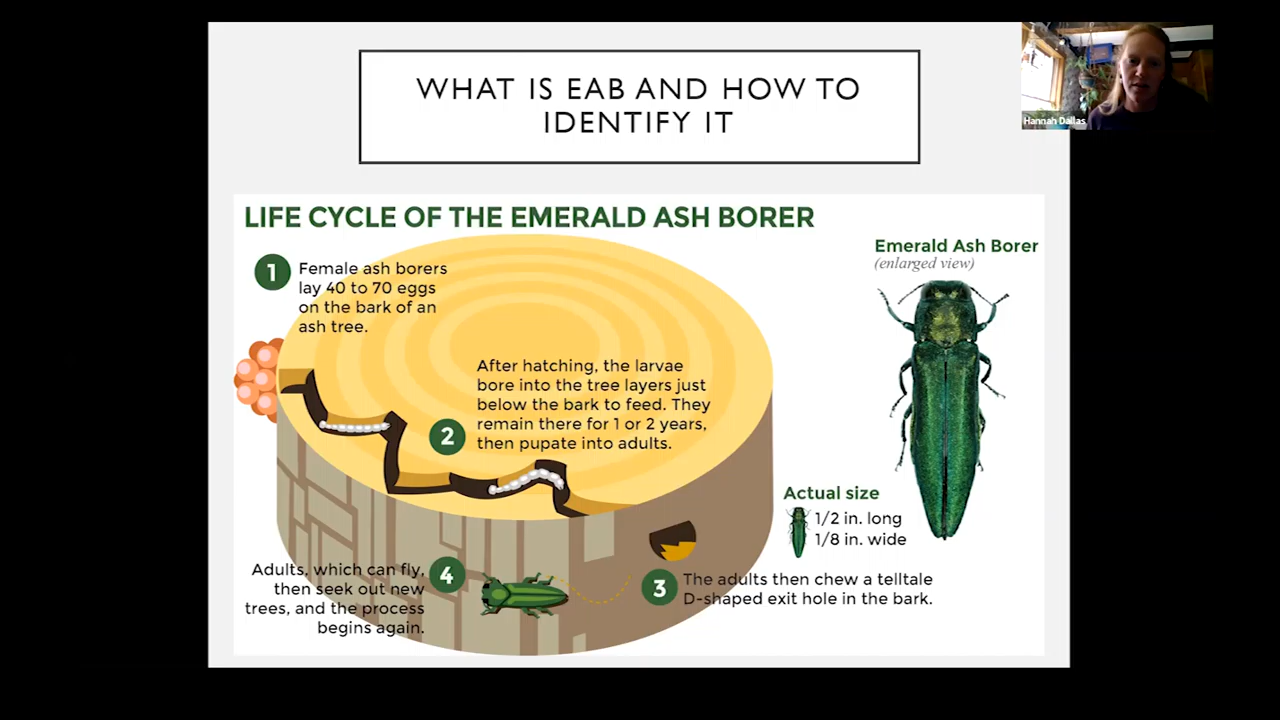 WHAT IS EAB AND HOW TO
IDENTIFY IT
Hannah Dallas
LIFE CYCLE OF THE EMERALD ASH BORER
1
Female ash borers
lay 40 to 70 eggs
on the bark of an
ash tree.
Emerald Ash Borer
(enlarged view)
2
After hatching, the larvae
bore into the tree layers just
below the bark to feed. They
remain there for 1 or 2 years,
then pupate into adults.
Actual size
1/2 in. long
1/8 in. wide
3
The adults then chew a telltale
D-shaped exit hole in the bark.
4
Adults, which can fly,
then seek out new
trees, and the process
begins again.